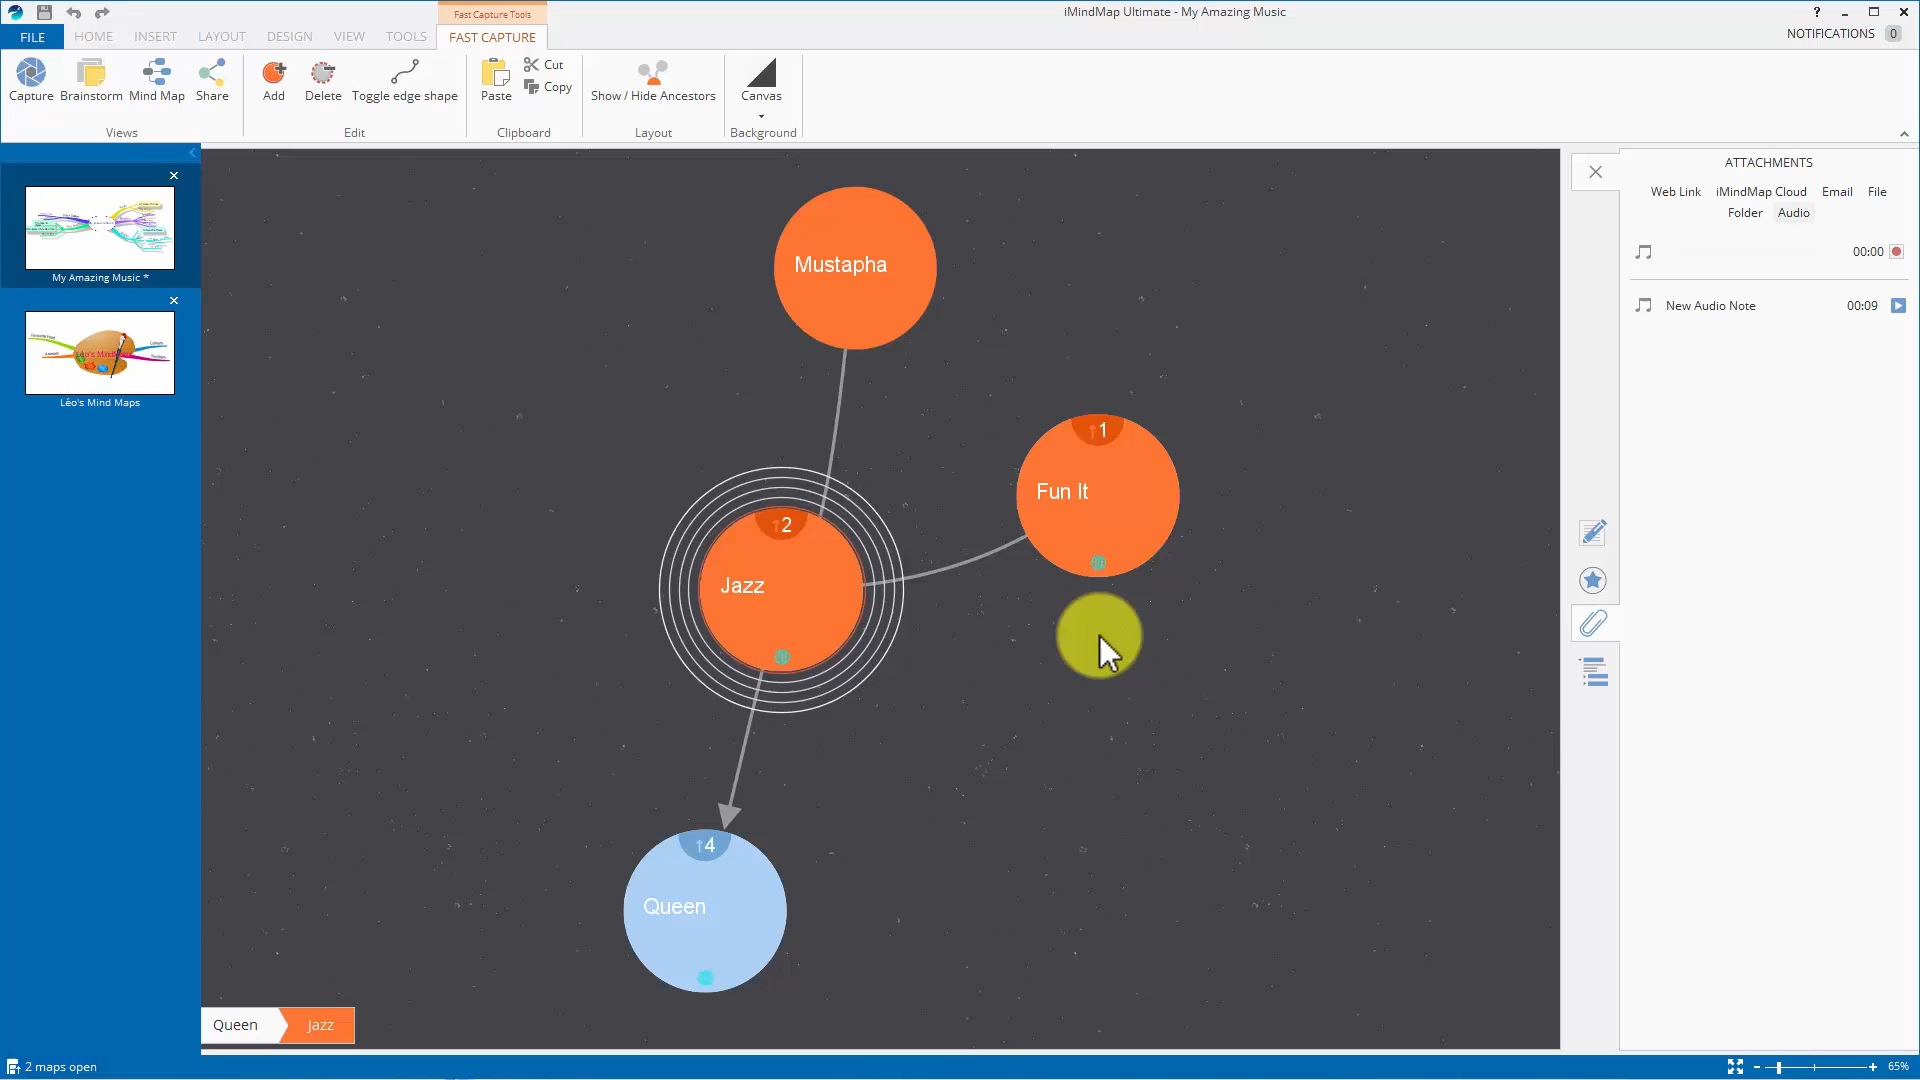 Fast Capture Tools
iMindMap Ultimate - My Amazing Music
?
FILE
HOME
INSERT
LAYOUT
DESIGN
VIEW
TOOLS
FAST CAPTURE
NOTIFICATIONS 0
Capture
Brainstorm
Mind Map
Share
Add
Delete
Toggle edge shape
Paste
Cut
Copy
Show / Hide Ancestors
Canvas
Views
Edit
Clipboard
Layout
Background
My Amazing Music *
Léo's Mind Maps
Mustapha
↑1
Fun It
↑2
Jazz
↑4
Queen
Queen
Jazz
ATTACHMENTS
Web Link
iMindMap Cloud
Email
File
Folder
Audio
00:00
New Audio Note
00:09
2 maps open
65%